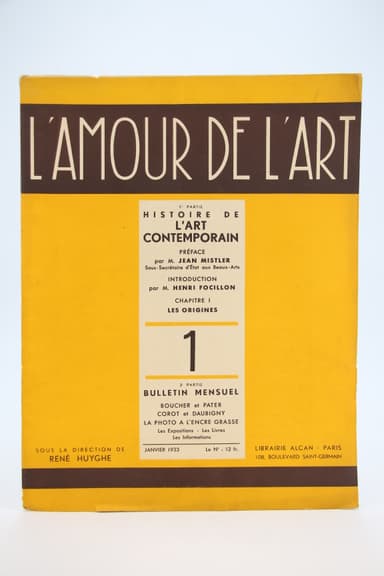 L'AMOUR DE L'ART
1e PARTIE
HISTOIRE DE
L'ART
CONTEMPORAIN
PRÉFACE
par M. JEAN MISTLER
Sous-Secrétaire d'État aux Beaux-Arts
INTRODUCTION
par M. HENRI FOCILLON
CHAPITRE I
LES ORIGINES
1
2e PARTIE
BULLETIN MENSUEL
BOUCHER et PATER
COROT et DAUBIGNY
LA PHOTO A L'ENCRE GRASSE
Les Expositions - Les Livres
Les Informations
JANVIER 1933 Le No - 12 fr.
SOUS LA DIRECTION DE
RENÉ HUYGHE
LIBRAIRIE ALCAN - PARIS
108, BOULEVARD SAINT-GERMAIN